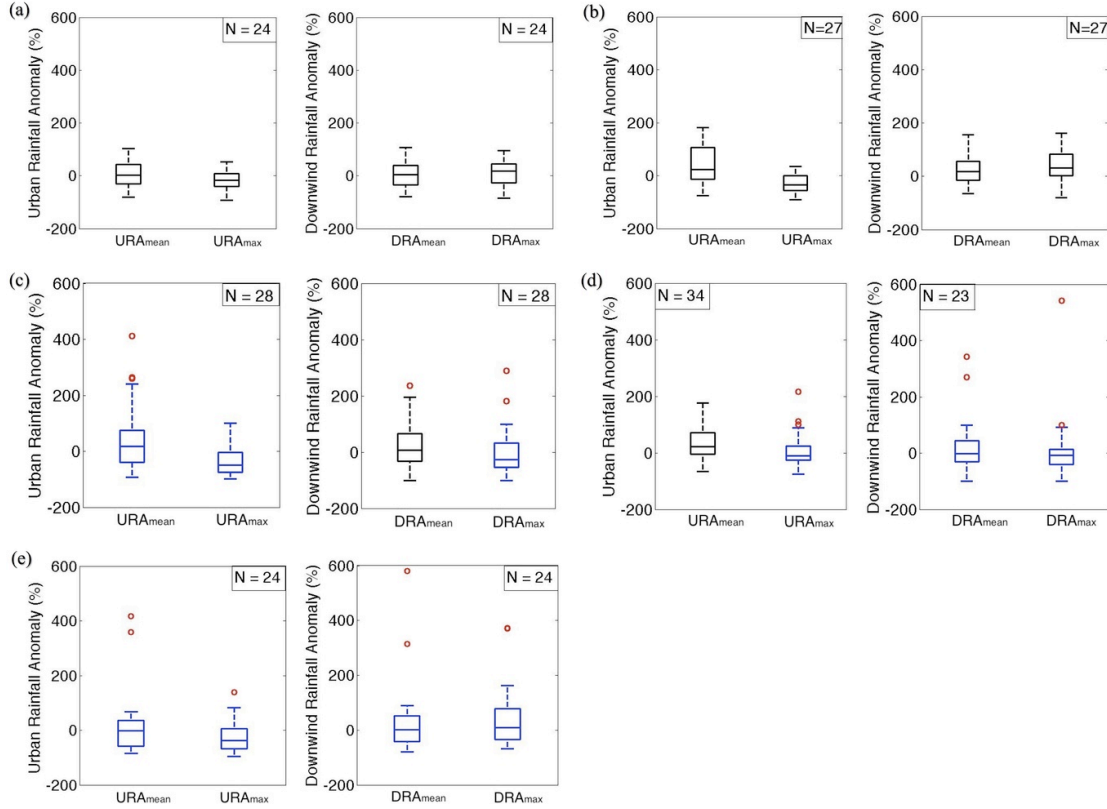 (a)
Urban Rainfall Anomaly (%)
600
400
200
0
-200
N = 24
URAmean
URAmax
Downwind Rainfall Anomaly (%)
600
400
200
0
-200
N = 24
DRAmean
DRAmax
(b)
Urban Rainfall Anomaly (%)
600
400
200
0
-200
N=27
URAmean
URAmax
Downwind Rainfall Anomaly (%)
600
400
200
0
-200
N=27
DRAmean
DRAmax
(c)
Urban Rainfall Anomaly (%)
600
400
200
0
-200
N = 28
URAmean
URAmax
Downwind Rainfall Anomaly (%)
600
400
200
0
-200
N = 28
DRAmean
DRAmax
(d)
Urban Rainfall Anomaly (%)
600
400
200
0
-200
N = 34
URAmean
URAmax
Downwind Rainfall Anomaly (%)
600
400
200
0
-200
N = 23
DRAmean
DRAmax
(e)
Urban Rainfall Anomaly (%)
600
400
200
0
-200
N = 24
URAmean
URAmax
Downwind Rainfall Anomaly (%)
600
400
200
0
-200
N = 24
DRAmean
DRAmax